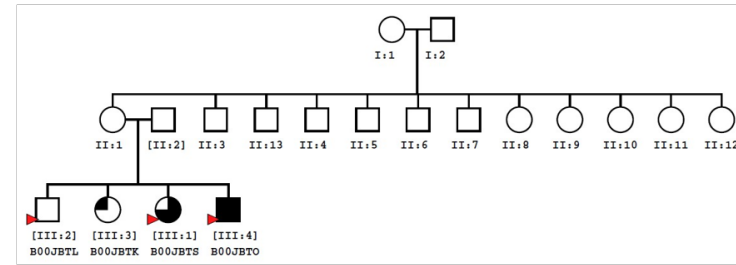 I:1 I:2
II:1 [II:2] II:3 II:13 II:4 II:5 II:6 II:7 II:8 II:9 II:10 II:11 II:12
[III:2] [III:3] [III:1] [III:4]
B00JBTL B00JBTK B00JBTS B00JBTO